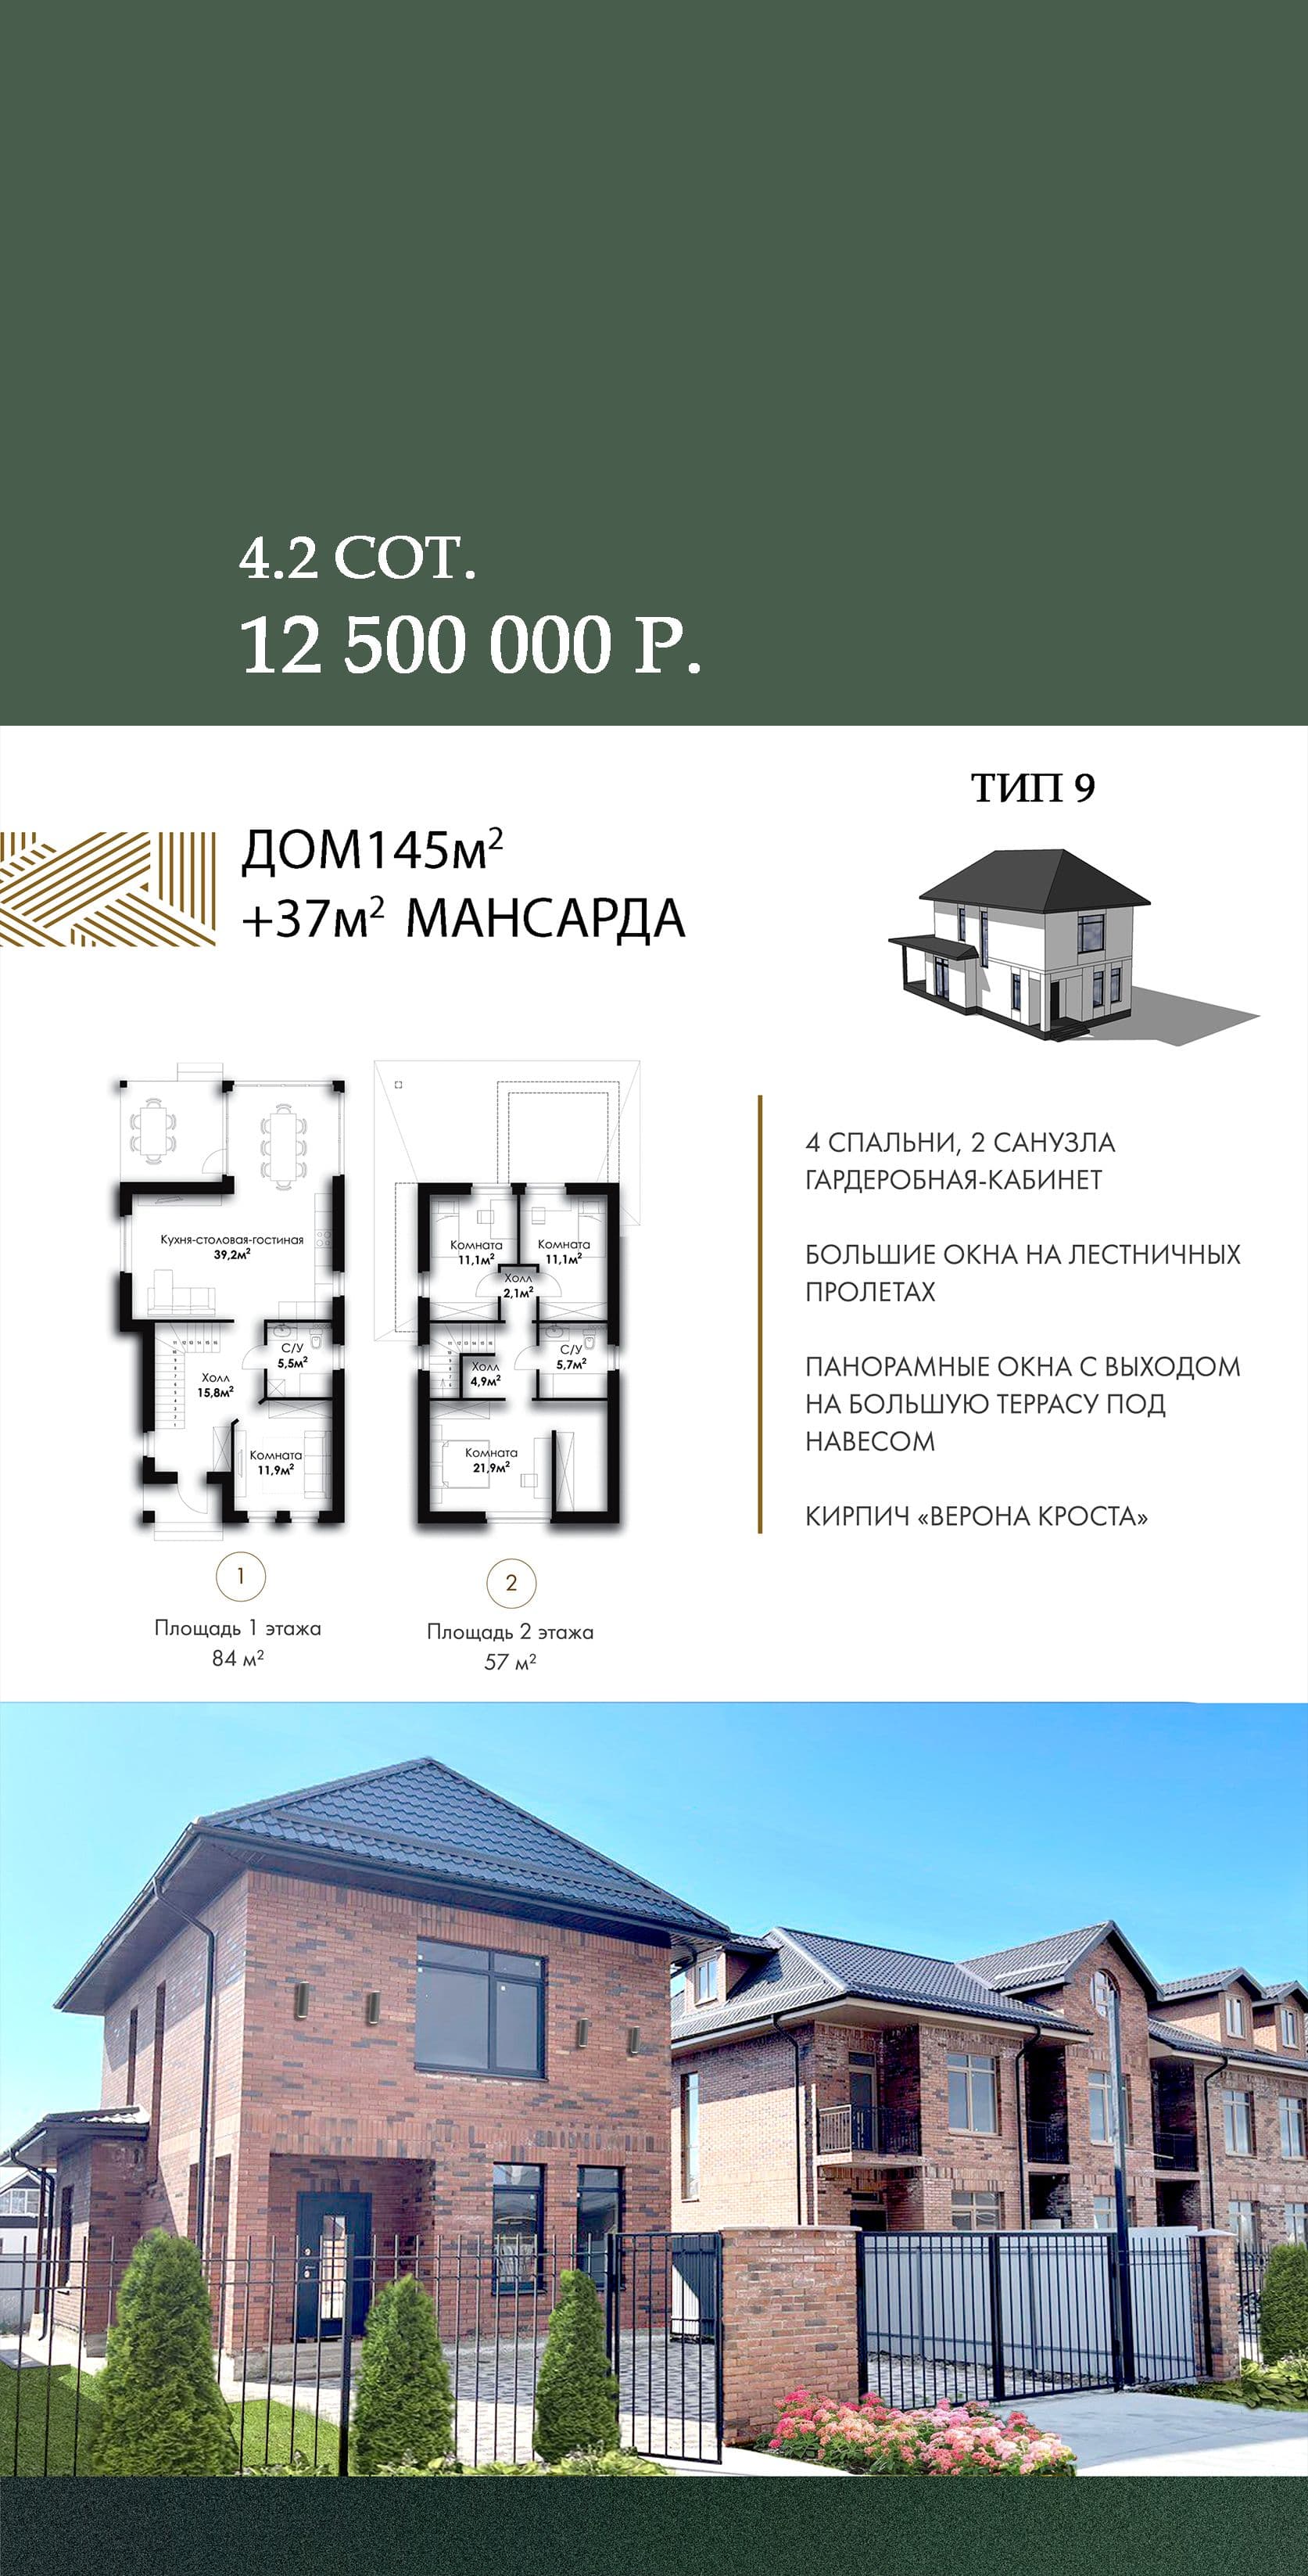 4.2 СОТ.
12 500 000 Р.
ТИП 9
ДОМ145м²
+37м² МАНСАРДА
Кухня-столовая-гостиная
39,2м²
С/У
5,5м²
Холл
15,8м²
Комната
11,9м²
Комната
11,1м²
Комната
11,1м²
Холл
2,1м²
С/У
5,7м²
Холл
4,9м²
Комната
21,9м²
1
Площадь 1 этажа
84 м²
2
Площадь 2 этажа
57 м²
4 СПАЛЬНИ, 2 САНУЗЛА
ГАРДЕРОБНАЯ-КАБИНЕТ
БОЛЬШИЕ ОКНА НА ЛЕСТНИЧНЫХ
ПРОЛЕТАХ
ПАНОРАМНЫЕ ОКНА С ВЫХОДОМ
НА БОЛЬШУЮ ТЕРРАСУ ПОД
НАВЕСОМ
КИРПИЧ «ВЕРОНА КРОСТА»